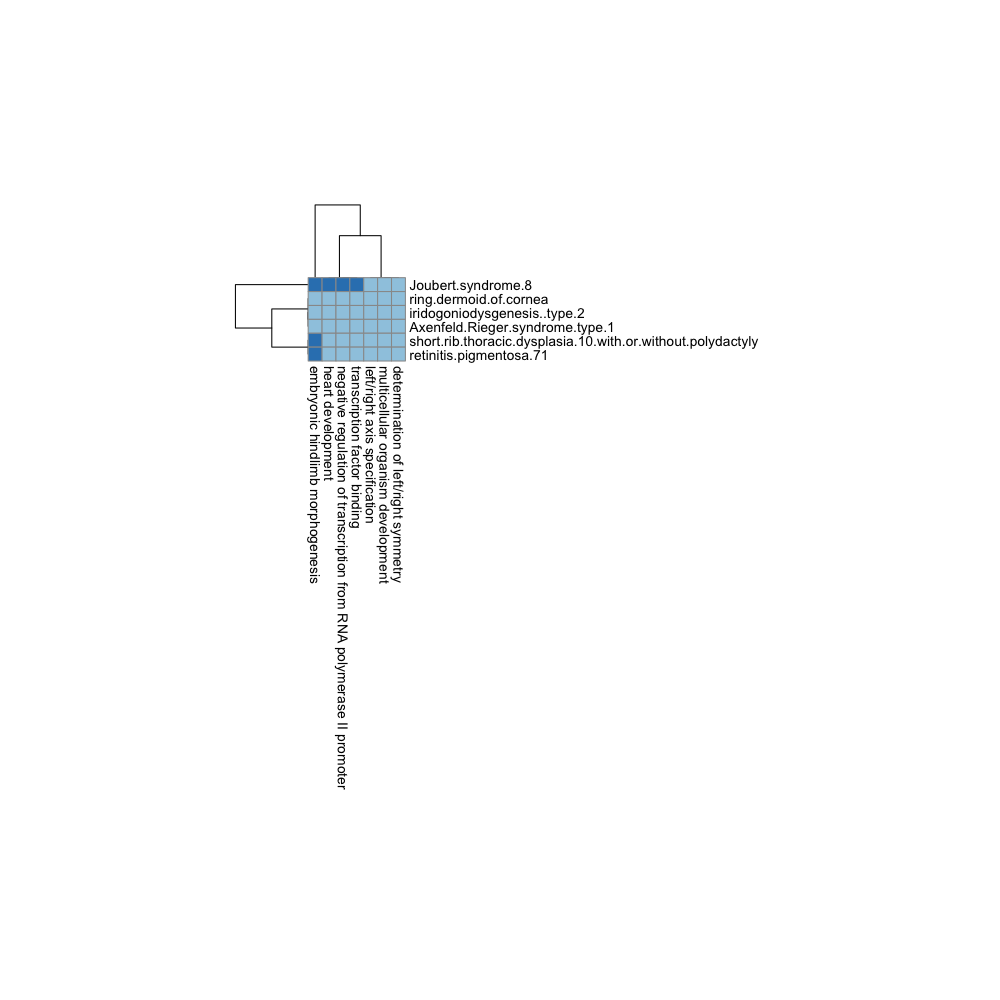 Joubert.syndrome.8
ring.dermoid.of.cornea
iridogoniodysgenesis..type.2
Axenfeld.Rieger.syndrome.type.1
short.rib.thoracic.dysplasia.10.with.or.without.polydactyly
retinitis.pigmentosa.71
embryonic hindlimb morphogenesis
heart development
negative regulation of transcription from RNA polymerase II promoter
transcription factor binding
left/right axis specification
multicellular organism development
determination of left/right symmetry